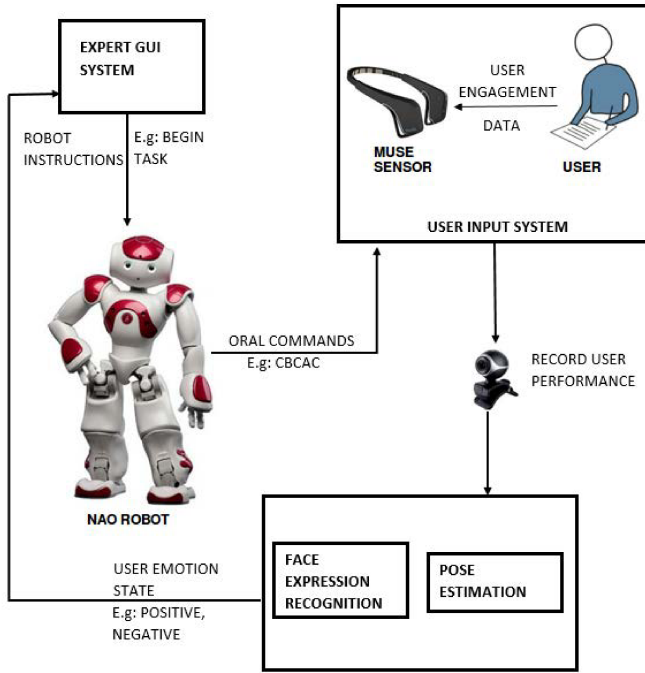 EXPERT GUI
SYSTEM
ROBOT
INSTRUCTIONS
E.g: BEGIN
TASK
NAO ROBOT
ORAL COMMANDS
E.g: CBCAC
USER
ENGAGEMENT
DATA
MUSE
SENSOR
USER
USER INPUT SYSTEM
RECORD USER
PERFORMANCE
FACE
EXPRESSION
RECOGNITION
POSE
ESTIMATION
USER EMOTION
STATE
E.g: POSITIVE,
NEGATIVE